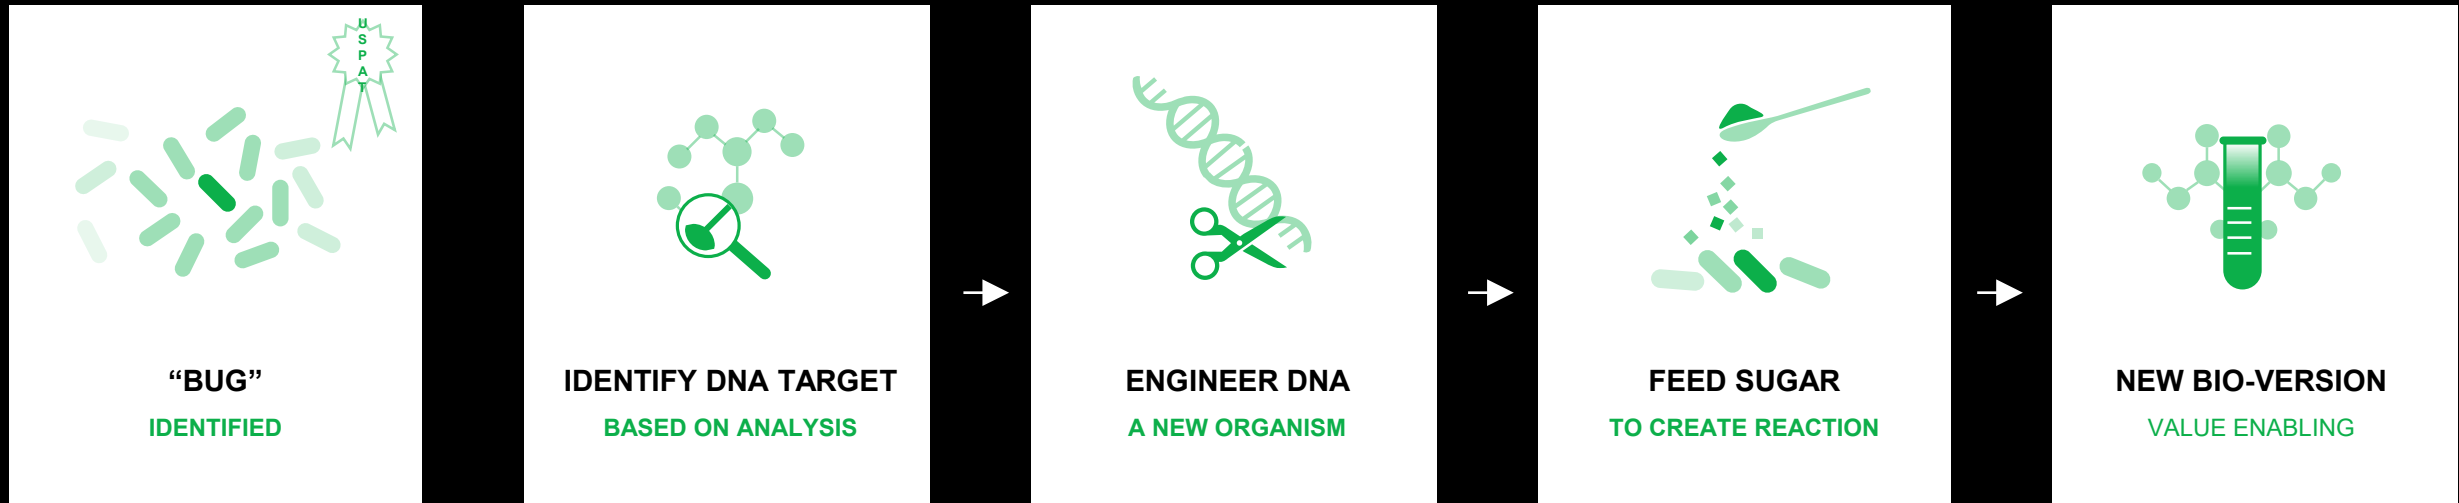 U
S
P
A
T
“BUG”
IDENTIFIED
IDENTIFY DNA TARGET
BASED ON ANALYSIS
ENGINEER DNA
A NEW ORGANISM
FEED SUGAR
TO CREATE REACTION
NEW BIO-VERSION
VALUE ENABLING